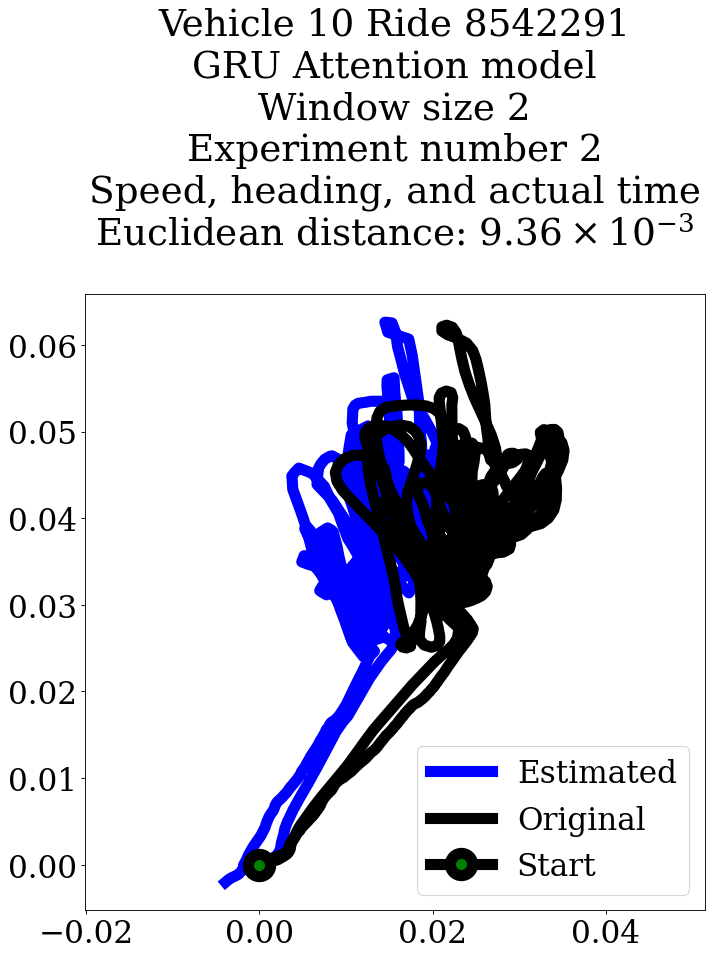 Vehicle 10 Ride 8542291
GRU Attention model
Window size 2
Experiment number 2
Speed, heading, and actual time
Euclidean distance: 9.36 × 10⁻³
0.06
0.05
0.04
0.03
0.02
0.01
0.00
Estimated
Original
Start
−0.02 0.00 0.02 0.04